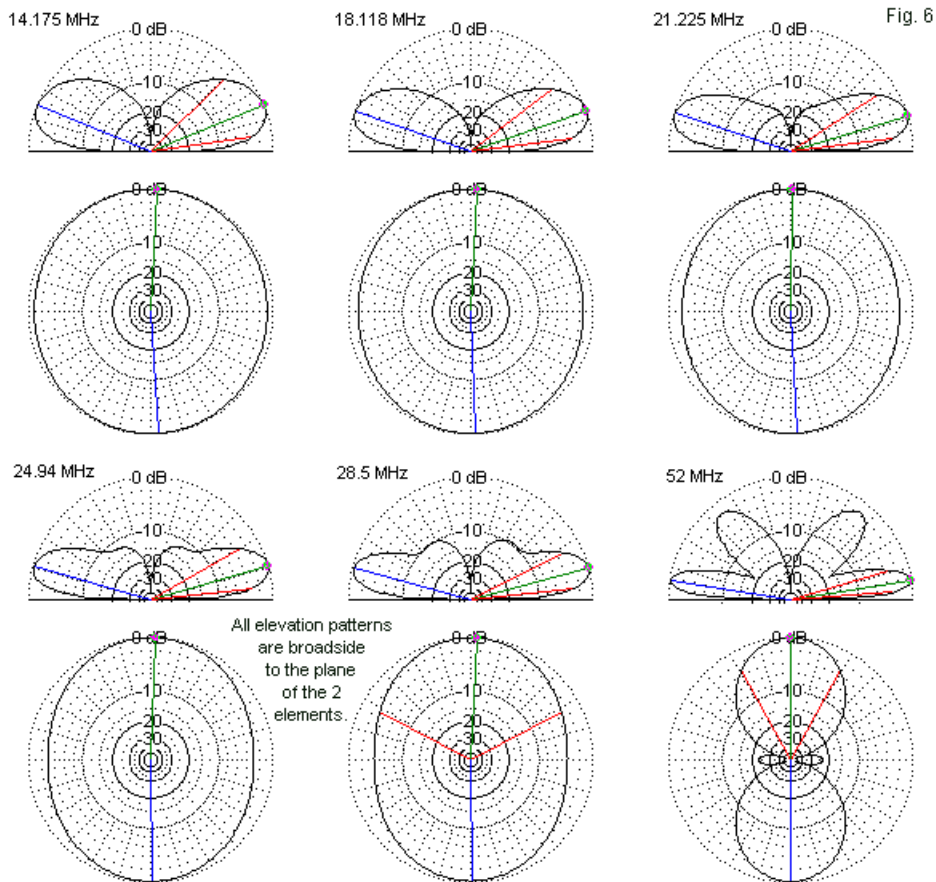 14.175 MHz
0 dB
-10
20
30
18.118 MHz
0 dB
-10
20
30
21.225 MHz
0 dB
-10
20
30
Fig. 6
0 dB
-10
20
30
0 dB
-10
20
30
0 dB
-10
20
30
24.94 MHz
0 dB
-10
20
30
28.5 MHz
0 dB
-10
20
30
52 MHz
0 dB
-10
20
30
All elevation patterns
are broadside
to the plane
of the 2
elements.
0 dB
-10
20
30
0 dB
-10
20
30
0 dB
-10
20
30